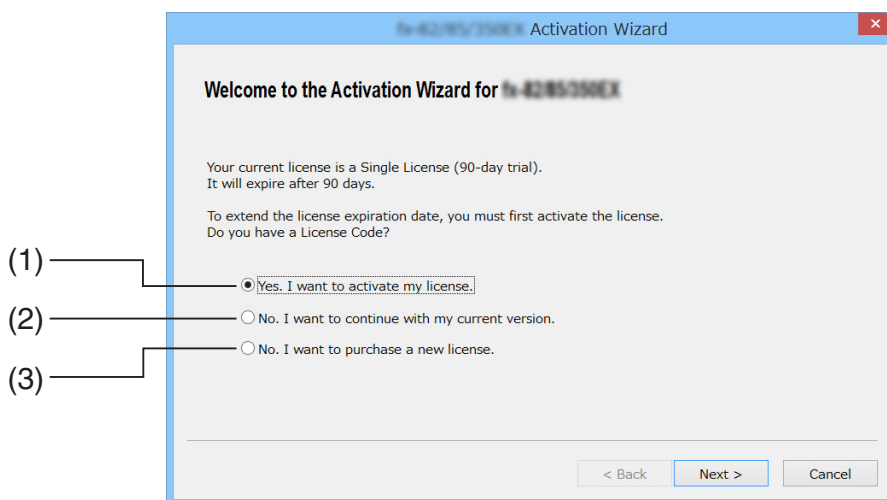 Activation Wizard
Welcome to the Activation Wizard for
Your current license is a Single License (90-day trial).
It will expire after 90 days.
To extend the license expiration date, you must first activate the license.
Do you have a License Code?
(1)
Yes. I want to activate my license.
(2)
No. I want to continue with my current version.
(3)
No. I want to purchase a new license.
< Back
Next >
Cancel